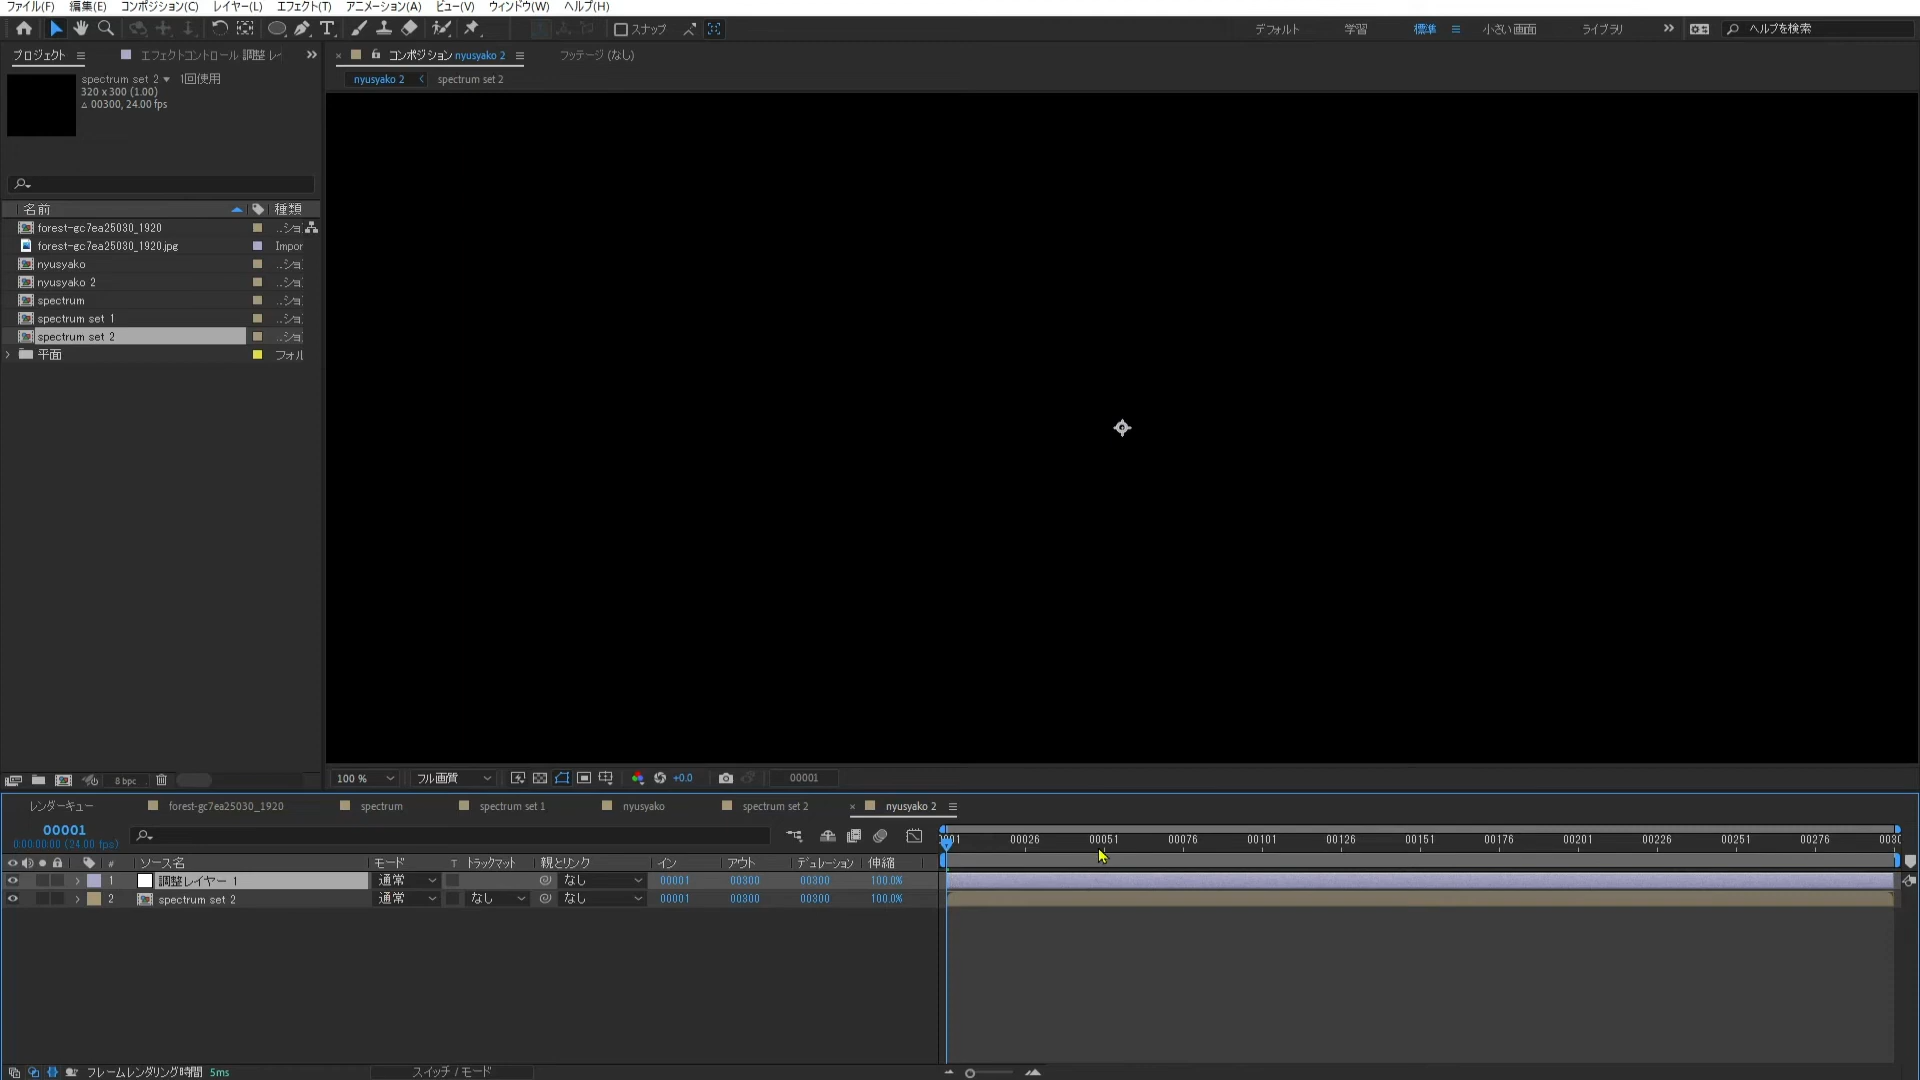 ファイル(F) 編集(E) コンポジション(C) レイヤー(L) エフェクト(T) アニメーション(A) ビュー(V) ウィンドウ(W) ヘルプ(H)
スナップ デフォルト 学習 標準 小さい画面 ライブラリ ヘルプを検索
プロジェクト エフェクトコントロール 調整 レイ コンポジション nyusyako 2 フッテージ (なし)
nyusyako 2 spectrum set 2
spectrum set 2 1回使用
320 x 300 (1.00)
△ 00300, 24.00 fps
名前 種類
forest-gc7ea25030_1920 ..ショ
forest-gc7ea25030_1920.jpg Impor
nyusyako ..ショ
nyusyako 2 ..ショ
spectrum ..ショ
spectrum set 1 ..ショ
spectrum set 2 ..ショ
平面 フォル
8 bpc 100 % フル画質 +0.0 00001
レンダーキュー forest-gc7ea25030_1920 spectrum spectrum set 1 nyusyako spectrum set 2 nyusyako 2
00001
0:00:00:00 (24.00 fps)
00026 00051 00076 00101 00126 00151 00176 00201 00226 00251 00276
# ソース名 モード T トラックマット 親とリンク イン アウト デュレーション 伸縮
1 調整レイヤー 1 通常 なし 00001 00300 00300 100.0%
2 spectrum set 2 通常 なし なし 00001 00300 00300 100.0%
フレームレンダリング時間 5ms スイッチ / モード